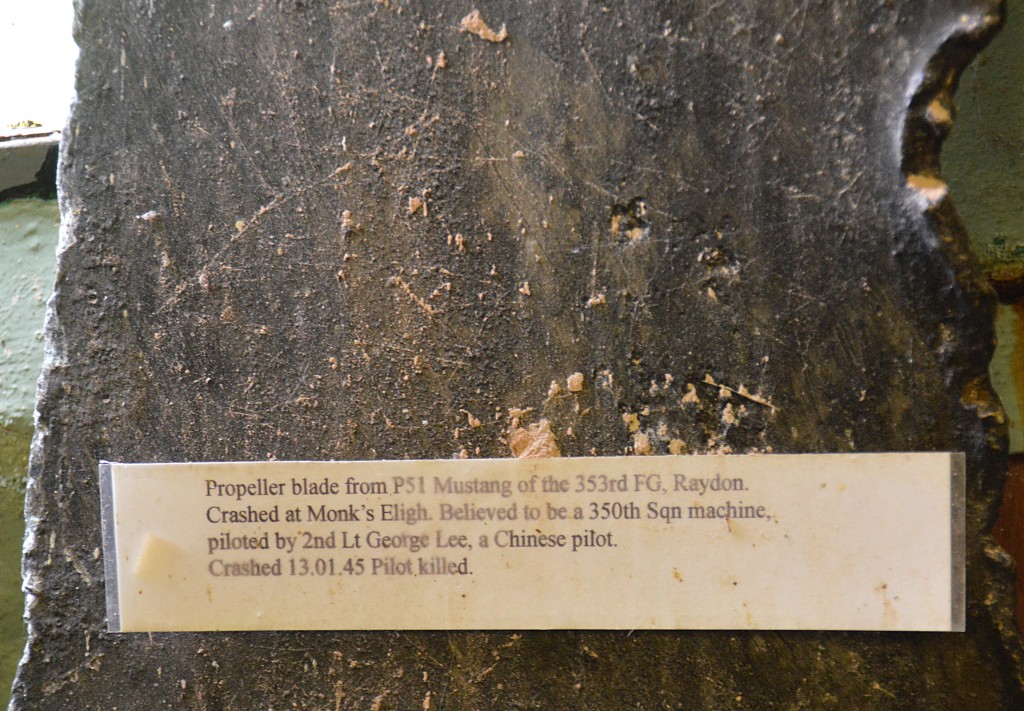 Propeller blade from P51 Mustang of the 353rd FG, Raydon.
Crashed at Monk's Eligh. Believed to be a 350th Sqn machine,
piloted by 2nd Lt George Lee, a Chinese pilot.
Crashed 13.01.45 Pilot killed.